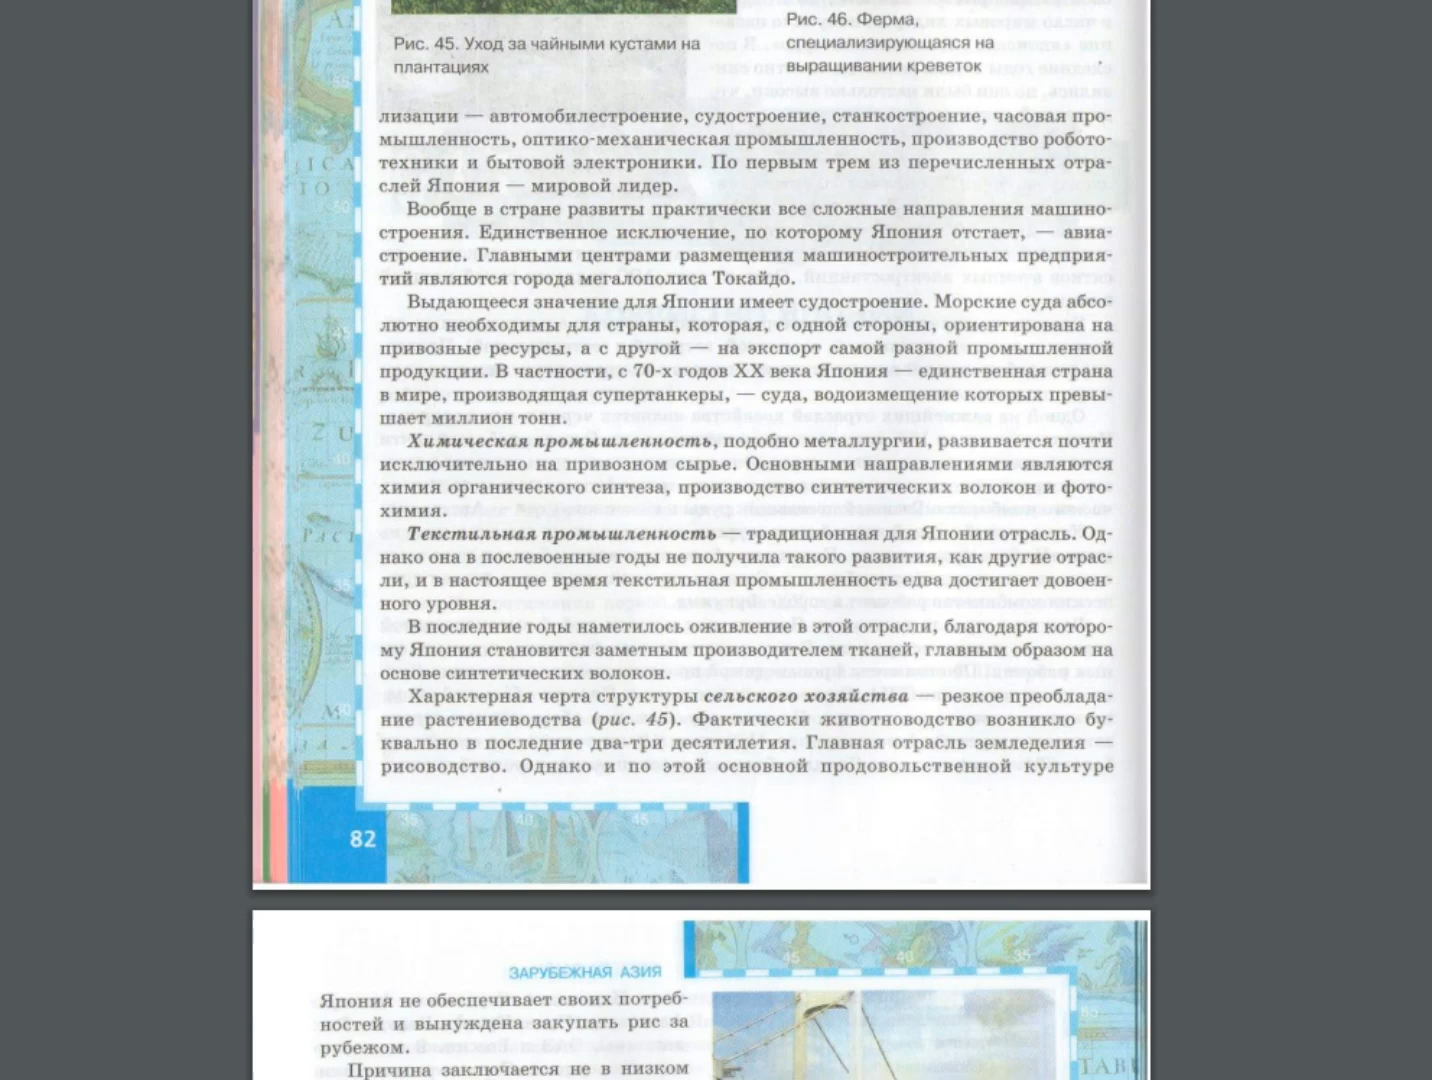 Рис. 45. Уход за чайными кустами на
плантациях
Рис. 46. Ферма,
специализирующаяся на
выращивании креветок
лизации — автомобилестроение, судостроение, станкостроение, часовая про-
мышленность, оптико-механическая промышленность, производство робото-
техники и бытовой электроники. По первым трем из перечисленных отра-
слей Япония — мировой лидер.
Вообще в стране развиты практически все сложные направления машино-
строения. Единственное исключение, по которому Япония отстает, — авиа-
строение. Главными центрами размещения машиностроительных предприя-
тий являются города мегалополиса Токайдо.
Выдающееся значение для Японии имеет судостроение. Морские суда абсо-
лютно необходимы для страны, которая, с одной стороны, ориентирована на
привозные ресурсы, а с другой — на экспорт самой разной промышленной
продукции. В частности, с 70-х годов XX века Япония — единственная страна
в мире, производящая супертанкеры, — суда, водоизмещение которых превы-
шает миллион тонн.
Химическая промышленность, подобно металлургии, развивается почти
исключительно на привозном сырье. Основными направлениями являются
химия органического синтеза, производство синтетических волокон и фото-
химия.
Текстильная промышленность — традиционная для Японии отрасль. Од-
нако она в послевоенные годы не получила такого развития, как другие отрас-
ли, и в настоящее время текстильная промышленность едва достигает довоен-
ного уровня.
В последние годы наметилось оживление в этой отрасли, благодаря которо-
му Япония становится заметным производителем тканей, главным образом на
основе синтетических волокон.
Характерная черта структуры сельского хозяйства — резкое преоблада-
ние растениеводства (рис. 45). Фактически животноводство возникло бу-
квально в последние два-три десятилетия. Главная отрасль земледелия —
рисоводство. Однако и по этой основной продовольственной культуре
82
35 40 45
45 40 35
ЗАРУБЕЖНАЯ АЗИЯ
Япония не обеспечивает своих потреб-
ностей и вынуждена закупать рис за
рубежом.
Причина заключается не в низком